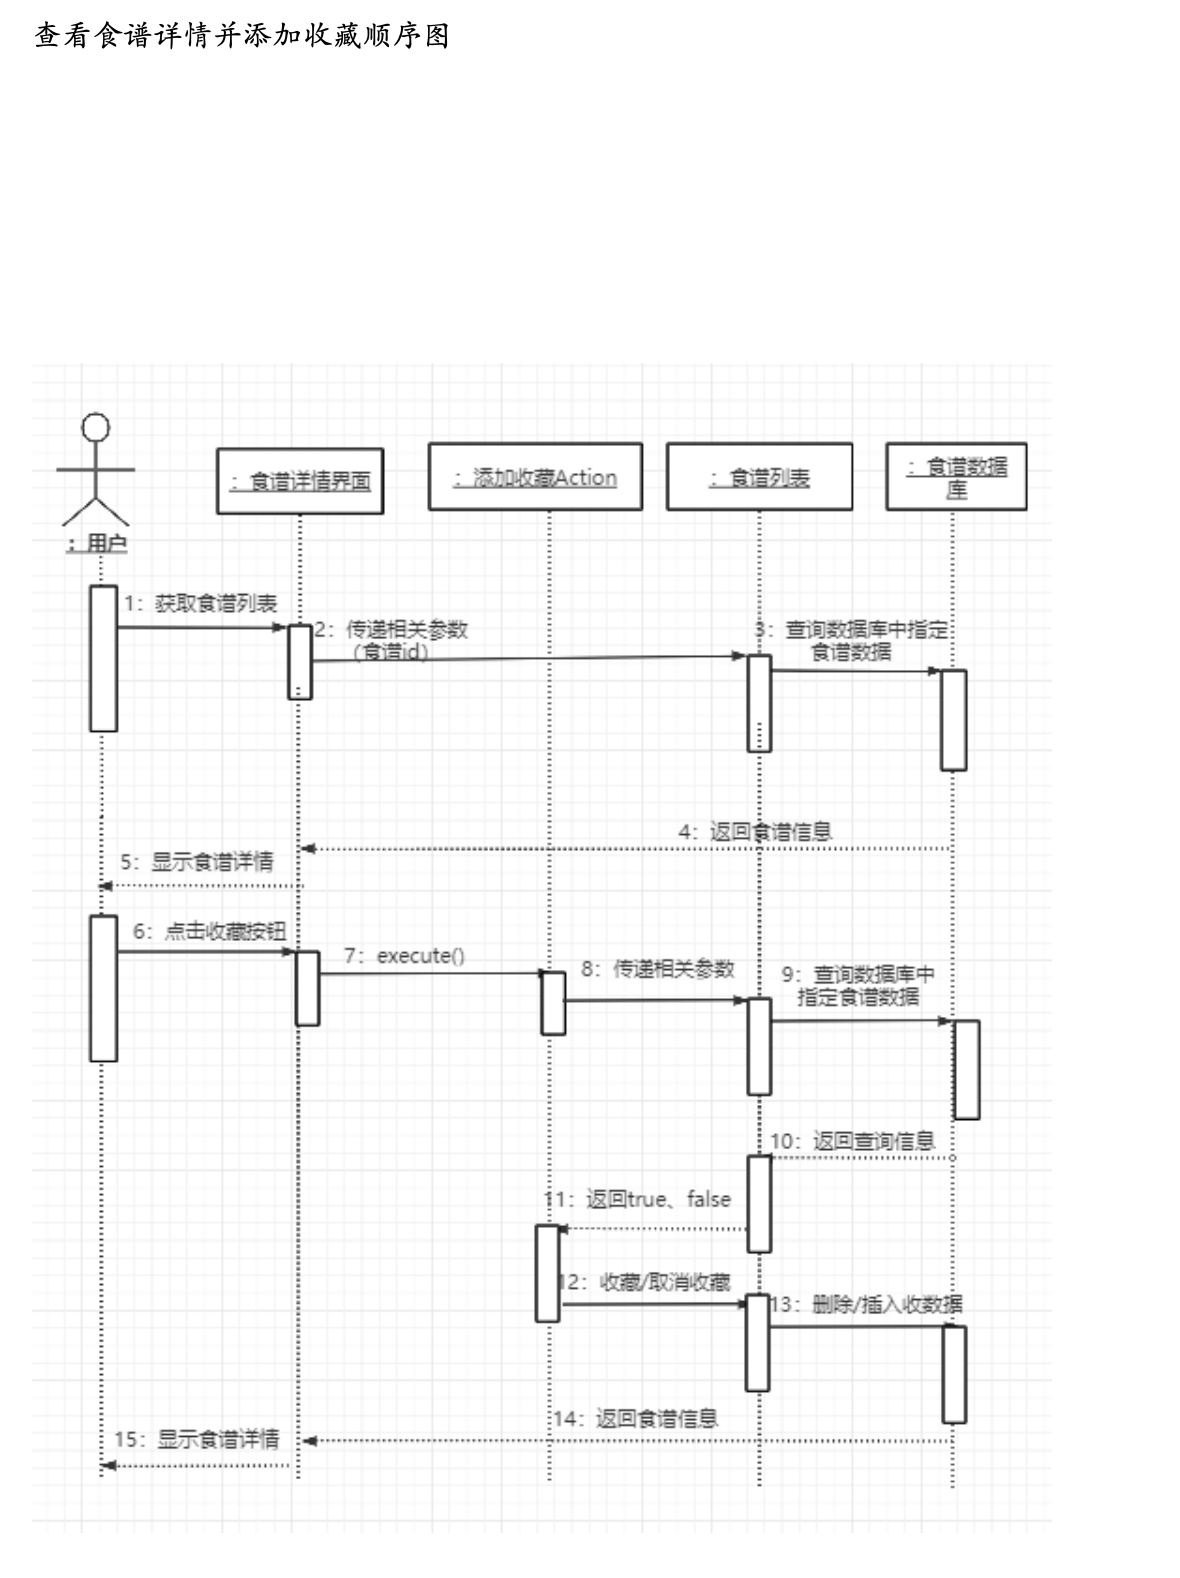 查看食谱详情并添加收藏顺序图
：食谱详情界面
：添加收藏Action
：食谱列表
：食谱数据
库
：用户
1：获取食谱列表
2：传递相关参数
（食谱id）
3：查询数据库中指定
食谱数据
4：返回食谱信息
5：显示食谱详情
6：点击收藏按钮
7：execute()
8：传递相关参数
9：查询数据库中
指定食谱数据
10：返回查询信息
11：返回true、false
12：收藏/取消收藏
13：删除/插入收数据
14：返回食谱信息
15：显示食谱详情